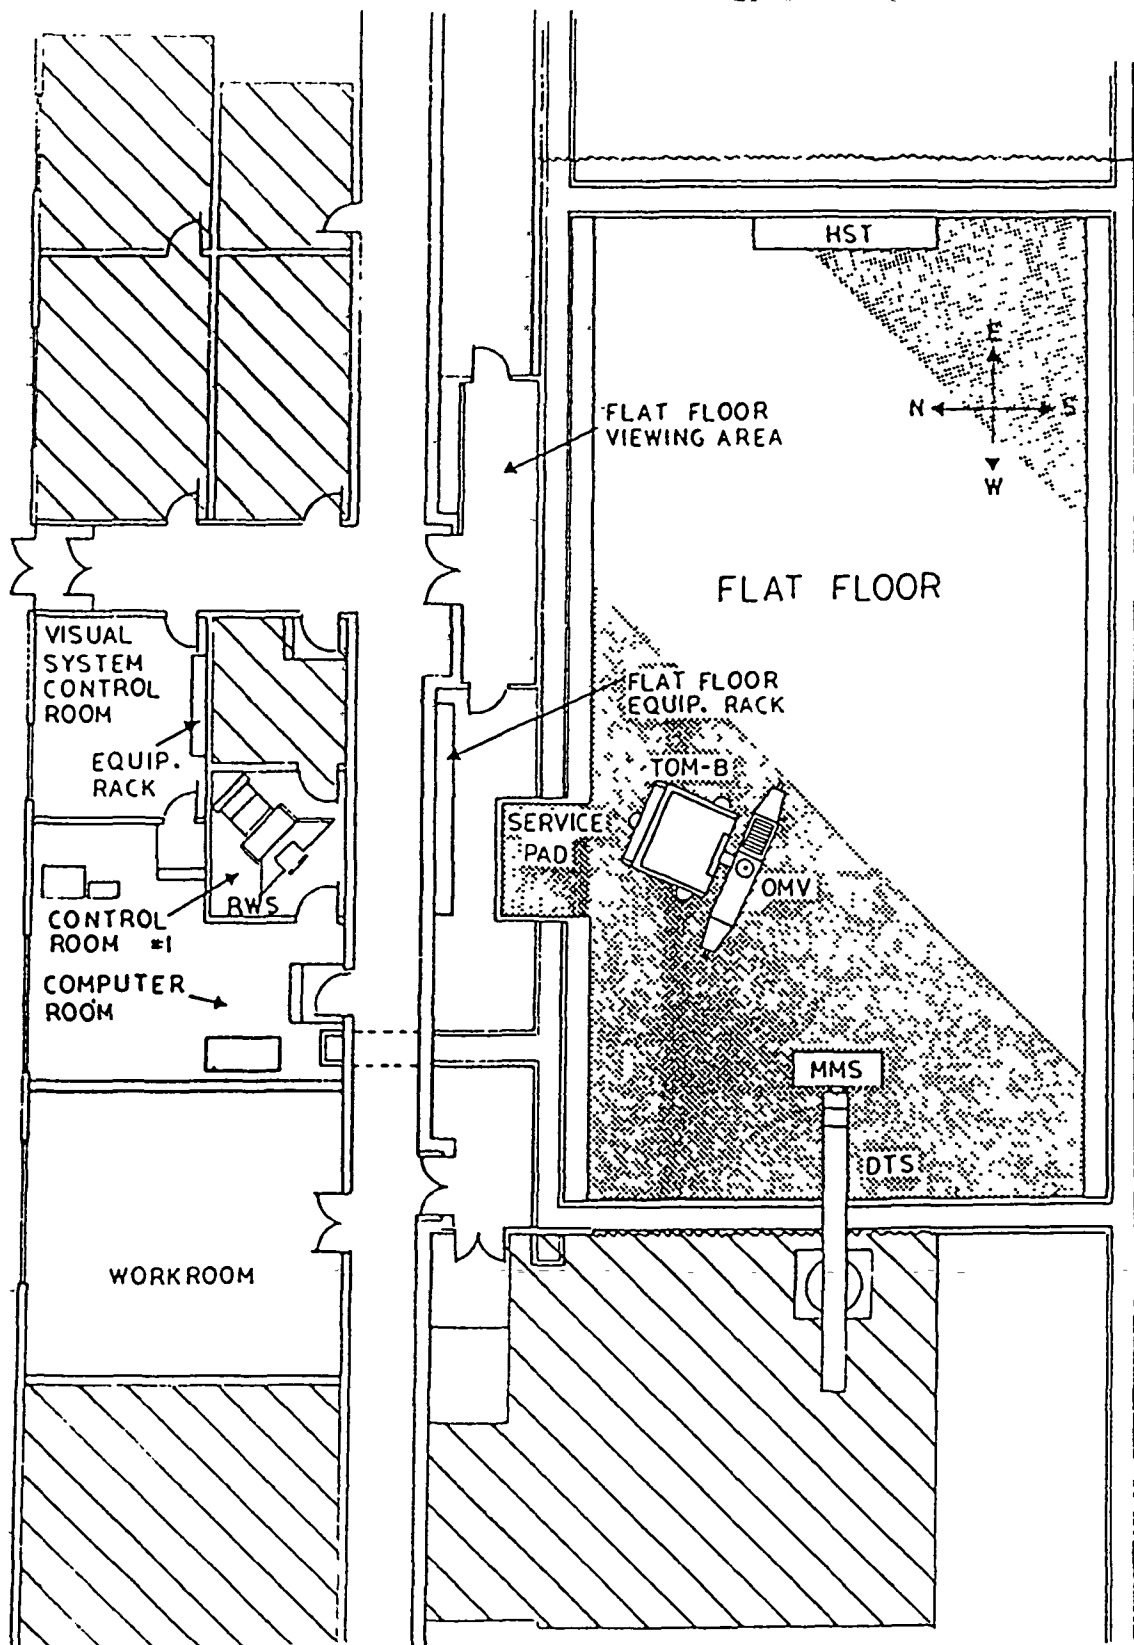 HST
E
N
S
W
FLAT FLOOR
VIEWING AREA
FLAT FLOOR
VISUAL
SYSTEM
CONTROL
ROOM
EQUIP.
RACK
FLAT FLOOR
EQUIP. RACK
TOM-B
SERVICE
PAD
OMV
RWS
CONTROL
ROOM #1
COMPUTER
ROOM
MMS
DTS
WORKROOM